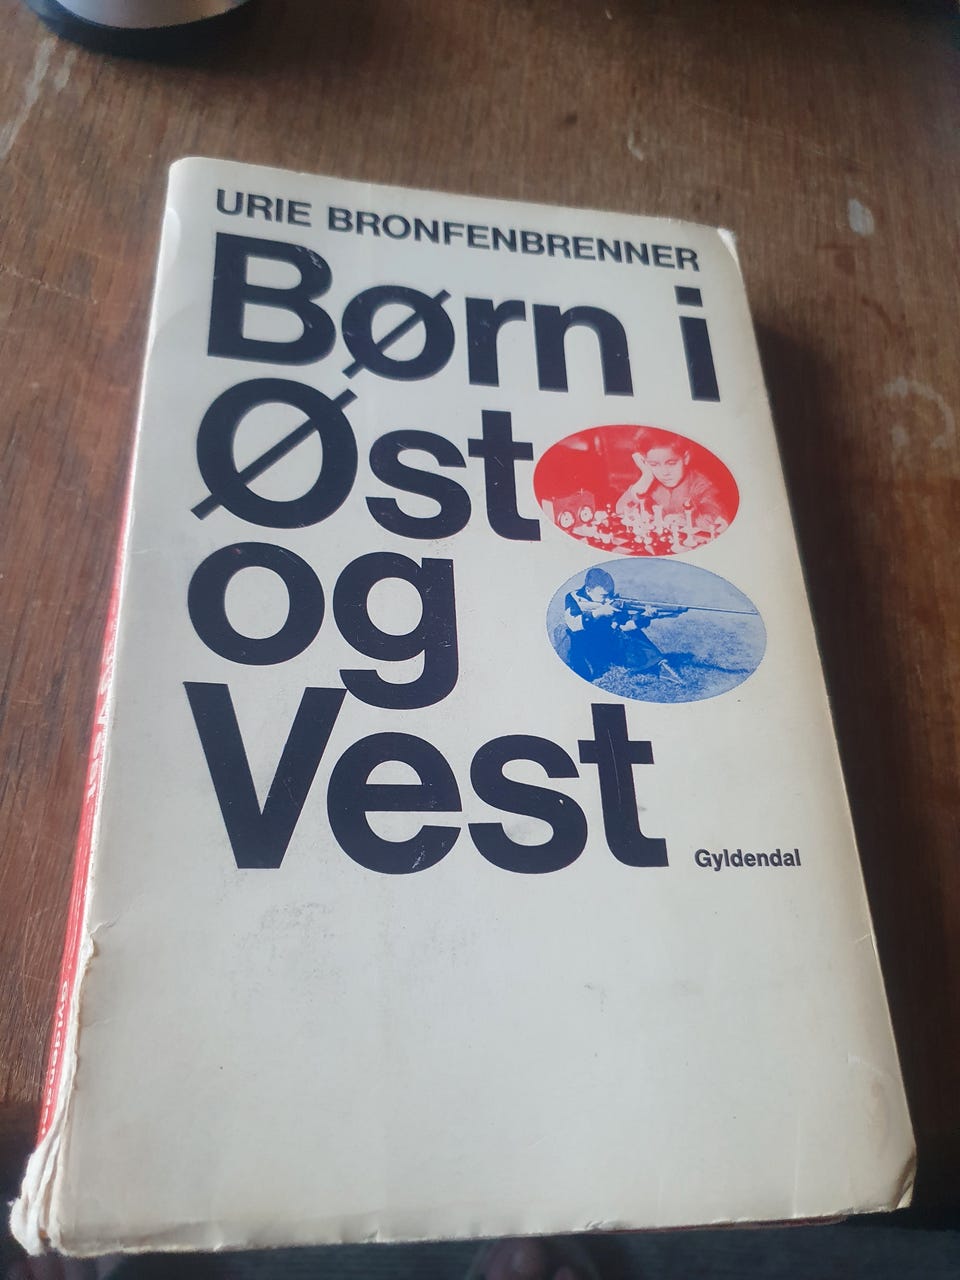 URIE BRONFENBRENNER
Børn i
Øst
og
Vest
Gyldendal